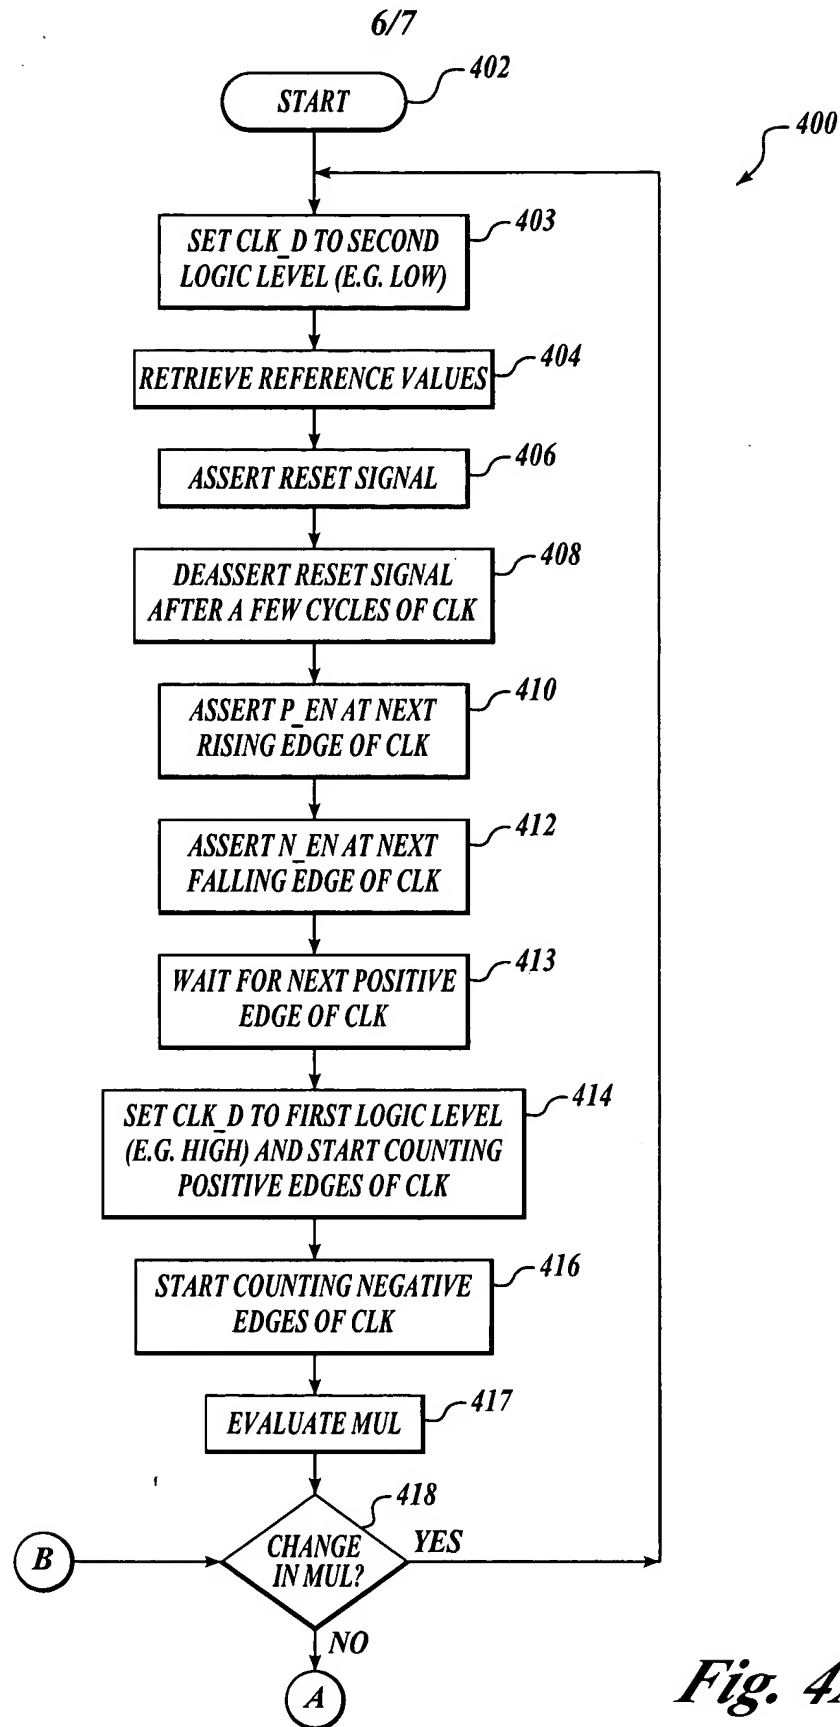 6/7
START
402
400
SET CLK_D TO SECOND
LOGIC LEVEL (E.G. LOW)
403
RETRIEVE REFERENCE VALUES
404
ASSERT RESET SIGNAL
406
DEASSERT RESET SIGNAL
AFTER A FEW CYCLES OF CLK
408
ASSERT P_EN AT NEXT
RISING EDGE OF CLK
410
ASSERT N_EN AT NEXT
FALLING EDGE OF CLK
412
WAIT FOR NEXT POSITIVE
EDGE OF CLK
413
SET CLK_D TO FIRST LOGIC LEVEL
(E.G. HIGH) AND START COUNTING
POSITIVE EDGES OF CLK
414
START COUNTING NEGATIVE
EDGES OF CLK
416
EVALUATE MUL
417
418
B
CHANGE
IN MUL?
YES
NO
A
Fig.